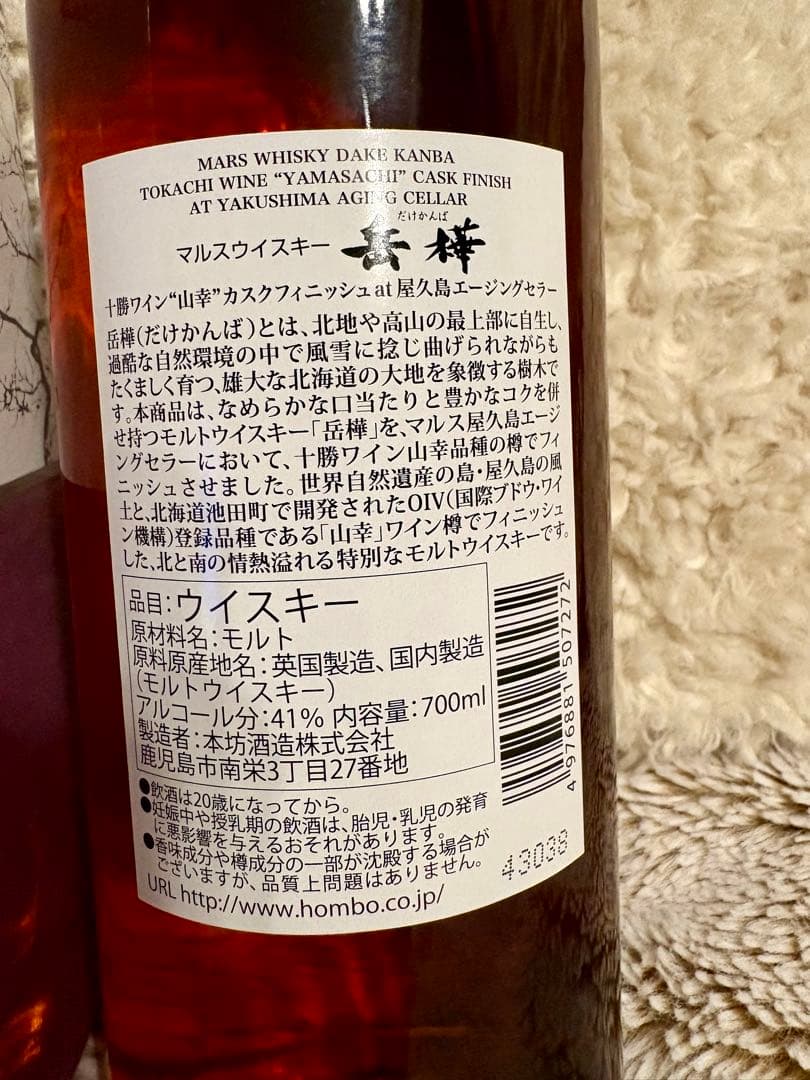 MARS WHISKY DAKE KANBA
TOKACHI WINE “YAMASACHI” CASK FINISH
AT YAKUSHIMA AGING CELLAR
だけかんば
マルスウイスキー 岳樺
十勝ワイン“山幸”カスクフィニッシュat屋久島エージングセラー
岳樺（だけかんば）とは、北地や高山の最上部に自生し、
過酷な自然環境の中で風雪に捻じ曲げられながらも
たくましく育つ、雄大な北海道の大地を象徴する樹木で
す。本商品は、なめらかな口当たりと豊かなコクを併
せ持つモルトウイスキー「岳樺」を、マルス屋久島エージ
ングセラーにおいて、十勝ワイン山幸品種の樽でフィ
ニッシュさせました。世界自然遺産の島・屋久島の風
土と、北海道池田町で開発されたOIV（国際ブドウ・ワイ
ン機構）登録品種である「山幸」ワイン樽でフィニッシュ
した、北と南の情熱溢れる特別なモルトウイスキーです。
品目：ウイスキー
原材料名：モルト
原料原産地名：英国製造、国内製造
（モルトウイスキー）
アルコール分：41% 内容量：700ml
製造者：本坊酒造株式会社
鹿児島市南栄3丁目27番地
4976881507272
●飲酒は20歳になってから。
●妊娠中や授乳期の飲酒は、胎児・乳児の発育
に悪影響を与えるおそれがあります。
●香味成分や樽成分の一部が沈殿する場合が
ございますが、品質上問題はありません。
URL http://www.hombo.co.jp/
43038